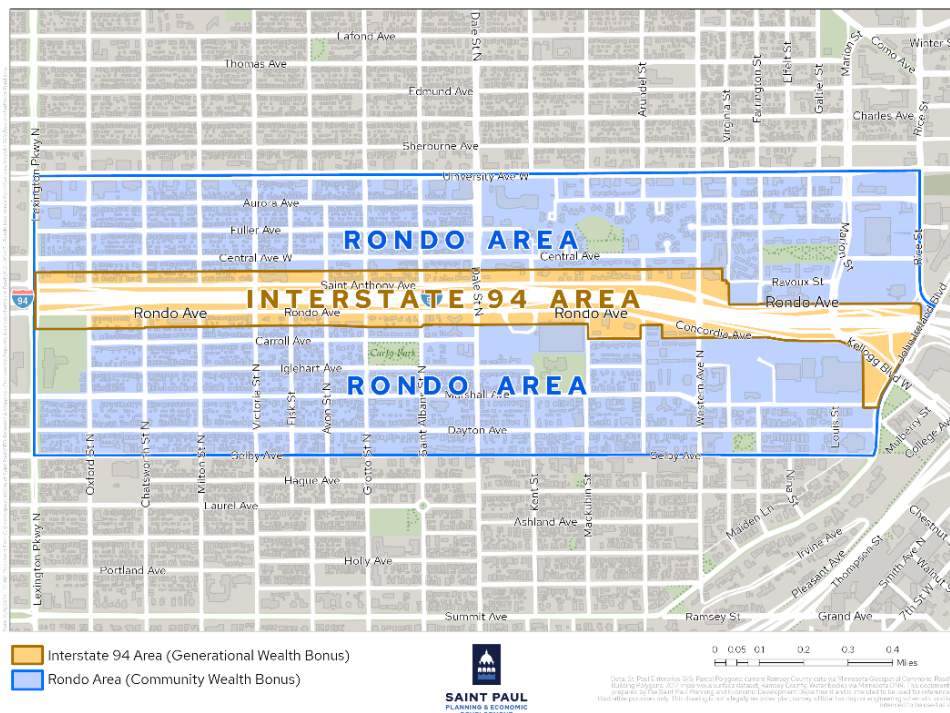 Lafond Ave
Thomas Ave
Edmund Ave
Sherburne Ave
University Ave W
Aurora Ave
Fuller Ave
Central Ave W
Central Ave
Charles Ave
Como Ave
Winter S
Dale St N
Arundel St
Virginia St
Farrington St
Elfelt St
Galtier St
Marion St
Rice St
Lexington Pkwy N
RONDO AREA
Marion St
Rice St
Saint Anthony Ave
Dale St N
Ravoux St
94
INTERSTATE 94 AREA
Rondo Ave
Rondo Ave
Rondo Ave
Rondo Ave
Concordia Ave
John Ireland Blvd
Kellogg Blvd W
Carroll Ave
Iglehart Ave
RONDO AREA
Marshall Ave
Dayton Ave
Selby Ave
Selby Ave
Victoria St N
Fisk St N
Avon St N
Saint Alban
Western Ave N
Louis St
Mulberry St
College Av
Oxford St N
Chatsworth St N
Milton St N
Grotto St N
Hague Ave
Laurel Ave
Kent St
Mackubin St
Nina
Ashland Ave
Maiden Ln
Holly Ave
Portland Ave
Irvine Ave
Pleasant Ave
Thompson St
Smith Ave N
Chestnut
Walnut S
7th St W
Lexington Pkwy N
Summit Ave
Ramsey St
Grand Ave
Interstate 94 Area (Generational Wealth Bonus)
Rondo Area (Community Wealth Bonus)
SAINT PAUL
PLANNING & ECONOMIC
0 0.05 0.1 0.2 0.3 0.4
Miles